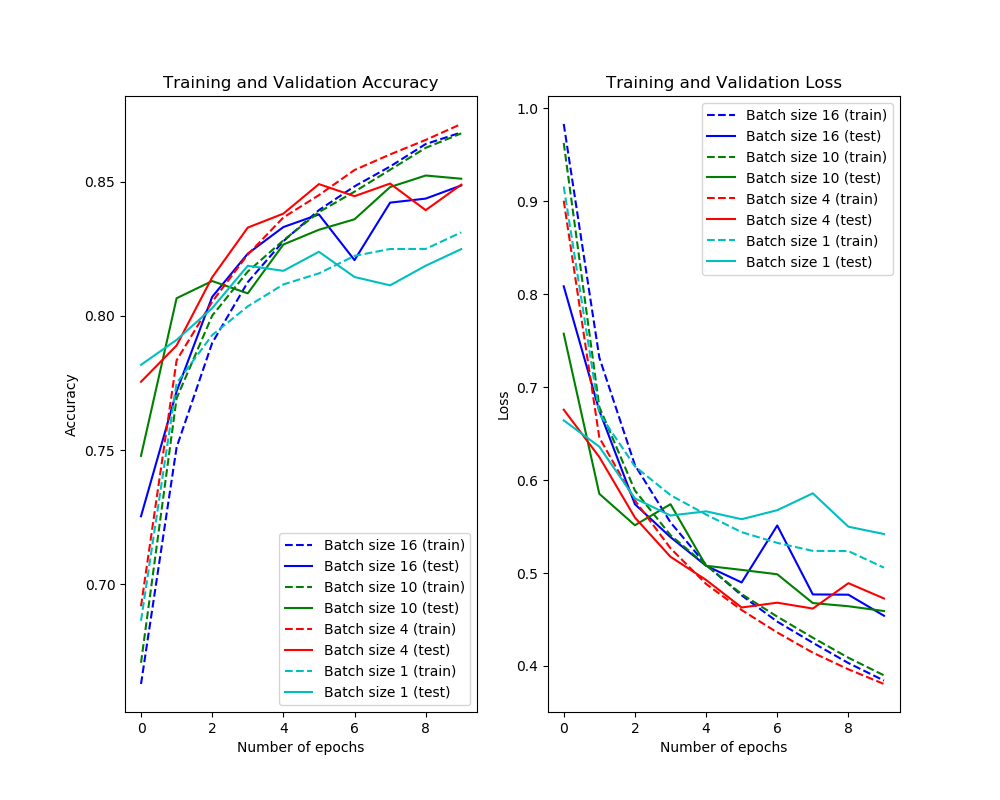 Training and Validation Accuracy
Accuracy
0.85
0.80
0.75
0.70
0
2
4
6
8
Number of epochs
Batch size 16 (train)
Batch size 16 (test)
Batch size 10 (train)
Batch size 10 (test)
Batch size 4 (train)
Batch size 4 (test)
Batch size 1 (train)
Batch size 1 (test)
Training and Validation Loss
Loss
1.0
0.9
0.8
0.7
0.6
0.5
0.4
0
2
4
6
8
Number of epochs
Batch size 16 (train)
Batch size 16 (test)
Batch size 10 (train)
Batch size 10 (test)
Batch size 4 (train)
Batch size 4 (test)
Batch size 1 (train)
Batch size 1 (test)